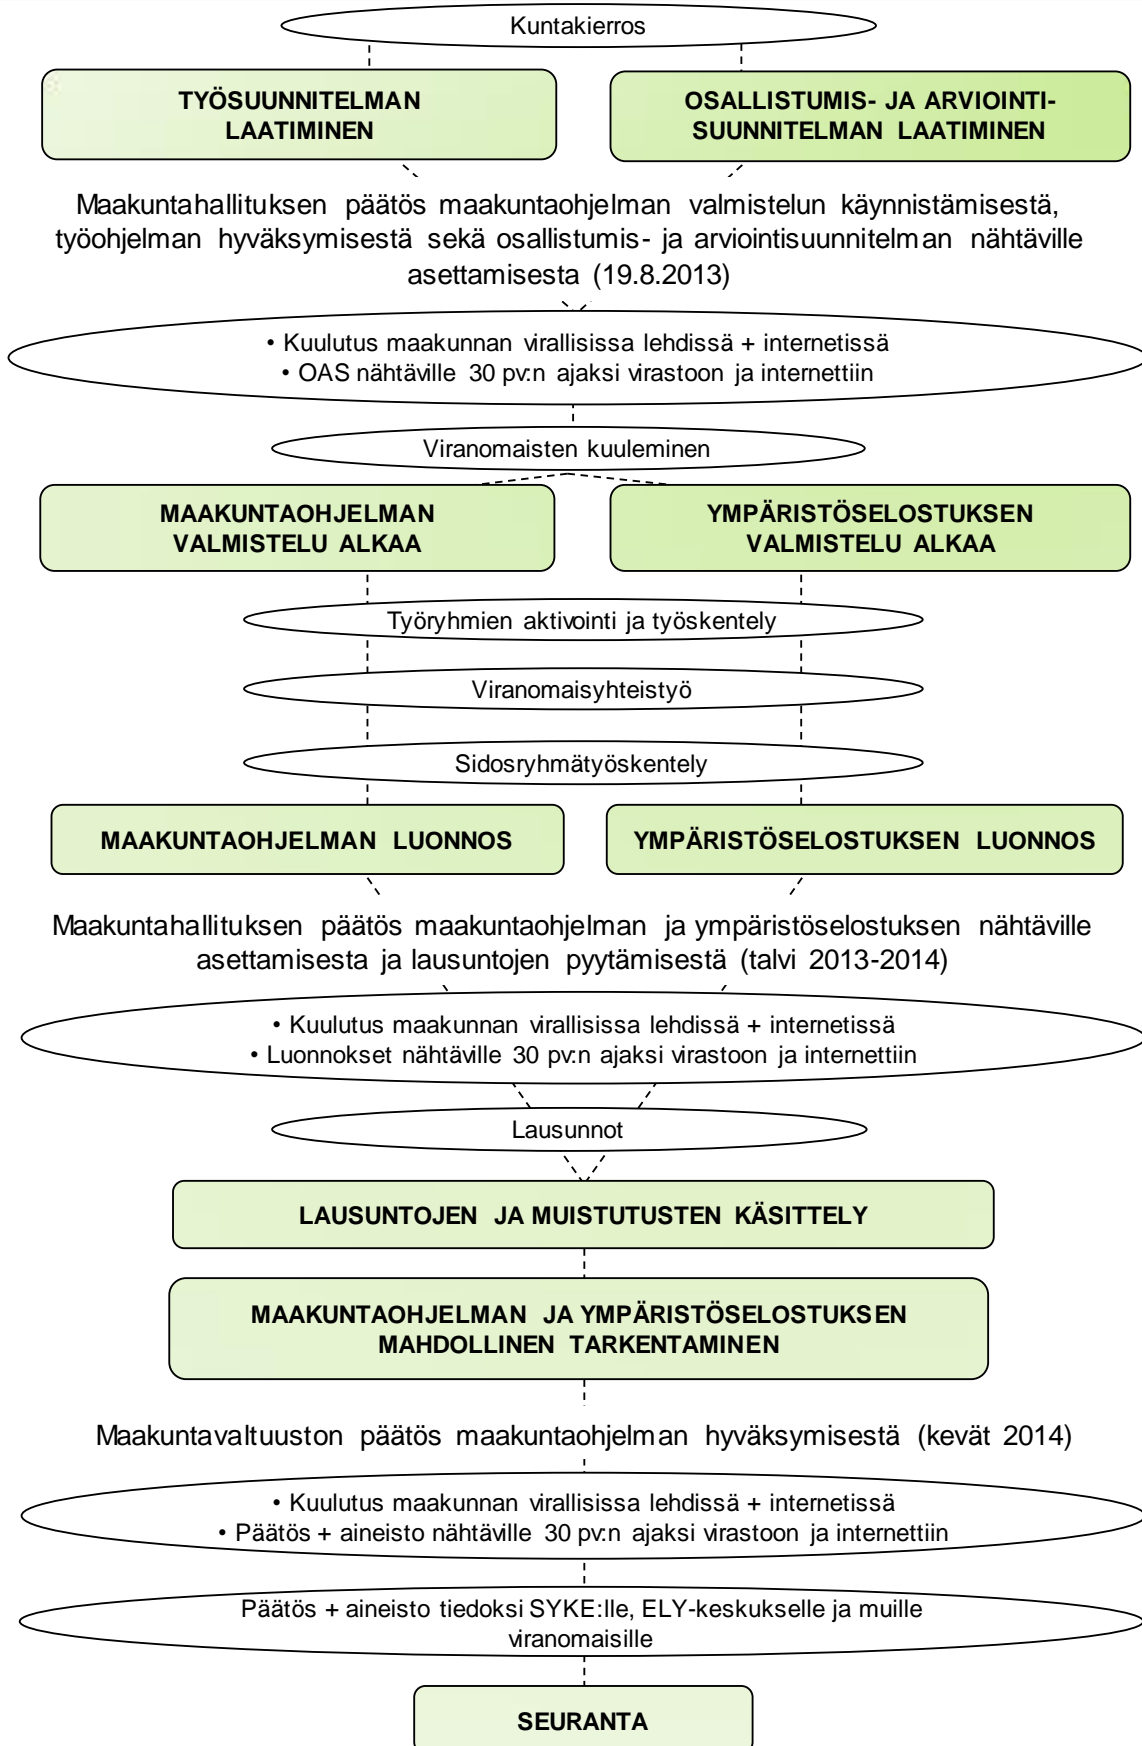 Kuntakierros
TYÖSUUNNITELMAN
LAATIMINEN
OSALLISTUMIS- JA ARVIOINTI-
SUUNNITELMAN LAATIMINEN
Maakuntahallituksen päätös maakuntaohjelman valmistelun käynnistämisestä,
työohjelman hyväksymisestä sekä osallistumis- ja arviointisuunnitelman nähtäville
asettamisesta (19.8.2013)
• Kuulutus maakunnan virallisissa lehdissä + internetissä
• OAS nähtäville 30 pv:n ajaksi virastoon ja internettiin
Viranomaisten kuuleminen
MAAKUNTAOHJELMAN
VALMISTELU ALKAA
YMPÄRISTÖSELOSTUKSEN
VALMISTELU ALKAA
Työryhmien aktivointi ja työskentely
Viranomaisyhteistyö
Sidosryhmätyöskentely
MAAKUNTAOHJELMAN LUONNOS
YMPÄRISTÖSELOSTUKSEN LUONNOS
Maakuntahallituksen päätös maakuntaohjelman ja ympäristöselostuksen nähtäville
asettamisesta ja lausuntojen pyytämisestä (talvi 2013-2014)
• Kuulutus maakunnan virallisissa lehdissä + internetissä
• Luonnokset nähtäville 30 pv:n ajaksi virastoon ja internettiin
Lausunnot
LAUSUNTOJEN JA MUISTUTUSTEN KÄSITTELY
MAAKUNTAOHJELMAN JA YMPÄRISTÖSELOSTUKSEN
MAHDOLLINEN TARKENTAMINEN
Maakuntavaltuuston päätös maakuntaohjelman hyväksymisestä (kevät 2014)
• Kuulutus maakunnan virallisissa lehdissä + internetissä
• Päätös + aineisto nähtäville 30 pv:n ajaksi virastoon ja internettiin
Päätös + aineisto tiedoksi SYKE:lle, ELY-keskukselle ja muille
viranomaisille
SEURANTA